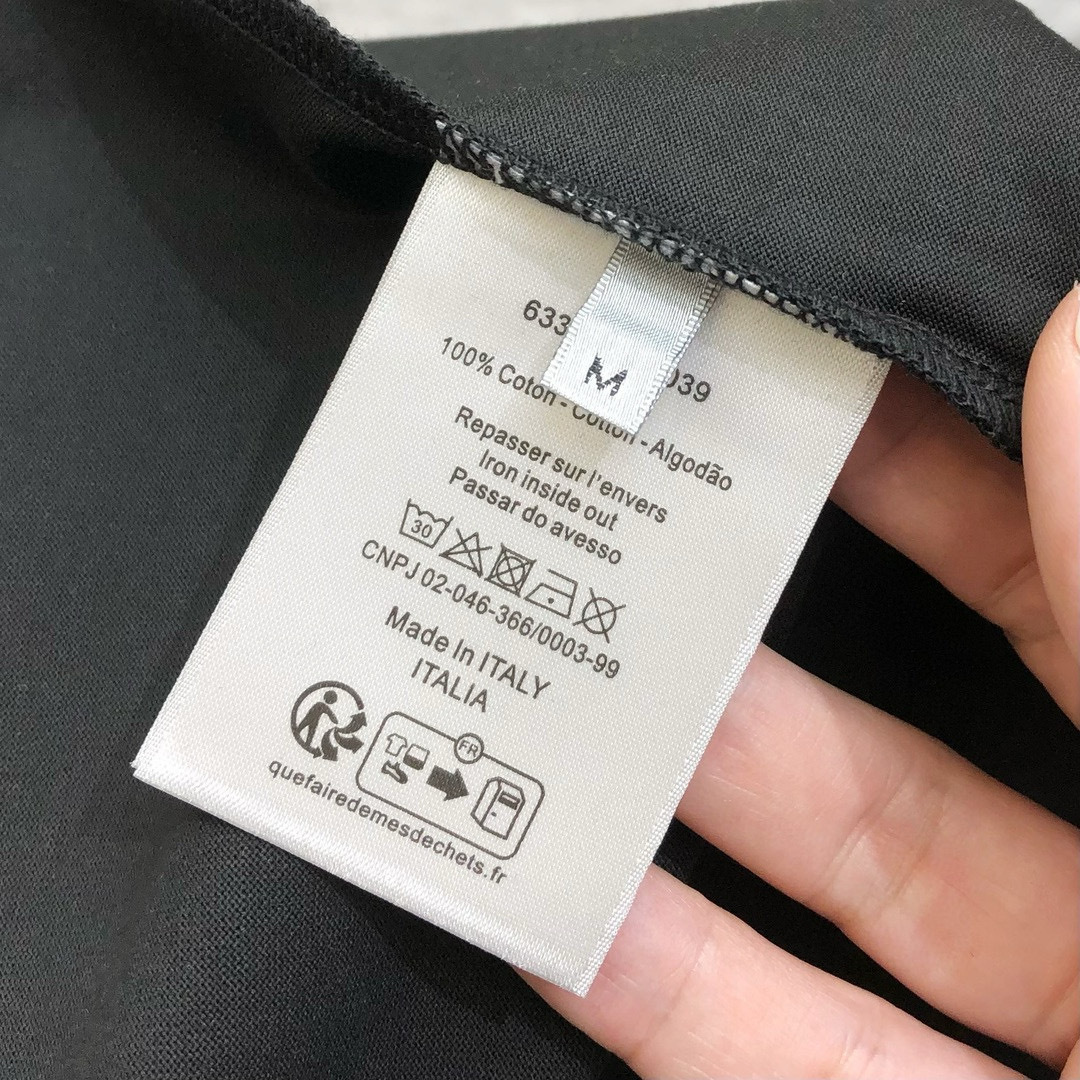 633 039
M
100% Coton - Cotton - Algodão
Repasser sur l'envers
Iron inside out
Passar do avesso
30
CNPJ 02-046-366/0003-99
Made in ITALY
ITALIA
FR
quefairedemesdechets.fr